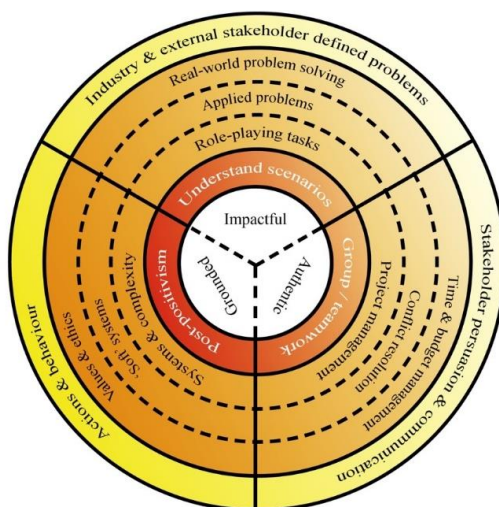 Industry & external stakeholder defined problems
Real-world problem solving
Applied problems
Role-playing tasks
Understand scenarios
Impactful
Authentic
Group / teamwork
Project management
Conflict resolution
Time & budget management
Stakeholder persuasion & communication
Grounded
Post-positivism
Systems & complexity
'Soft' systems
Values & ethics
Actions & behaviour